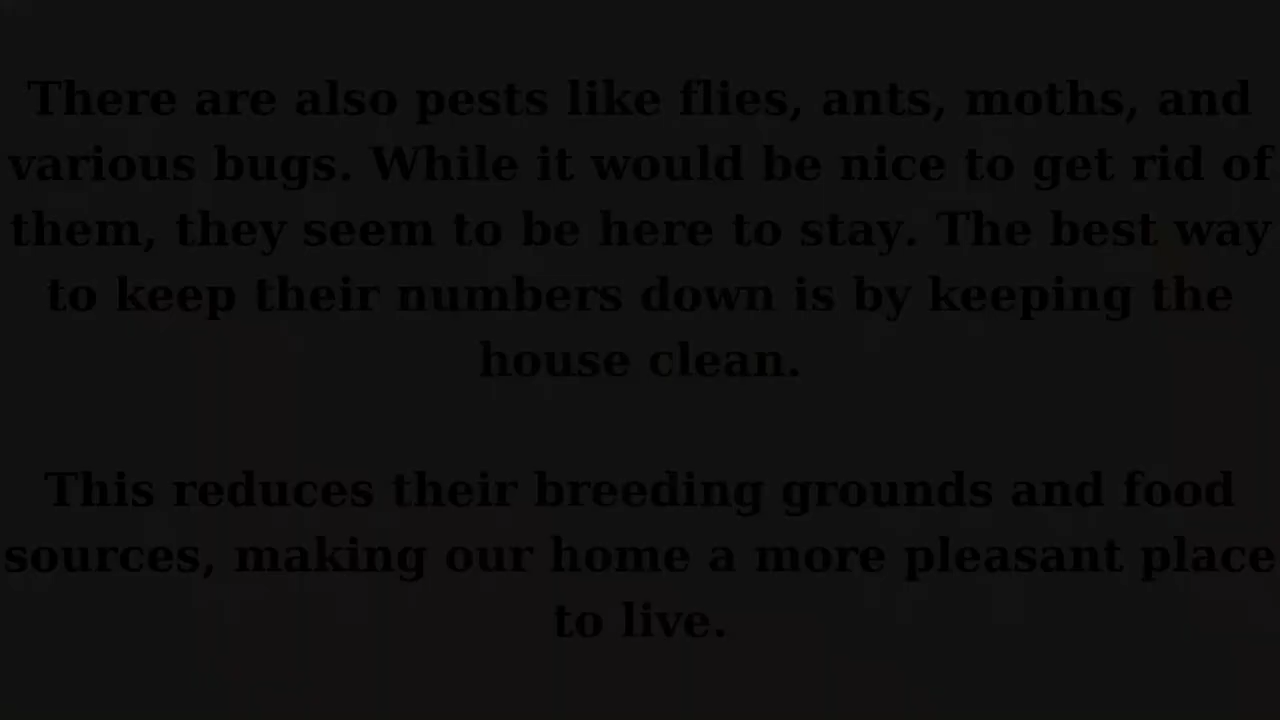 There are also pests like flies, ants, moths, and
various bugs. While it would be nice to get rid of
them, they seem to be here to stay. The best way
to keep their numbers down is by keeping the
house clean.
This reduces their breeding grounds and food
sources, making our home a more pleasant place
to live.